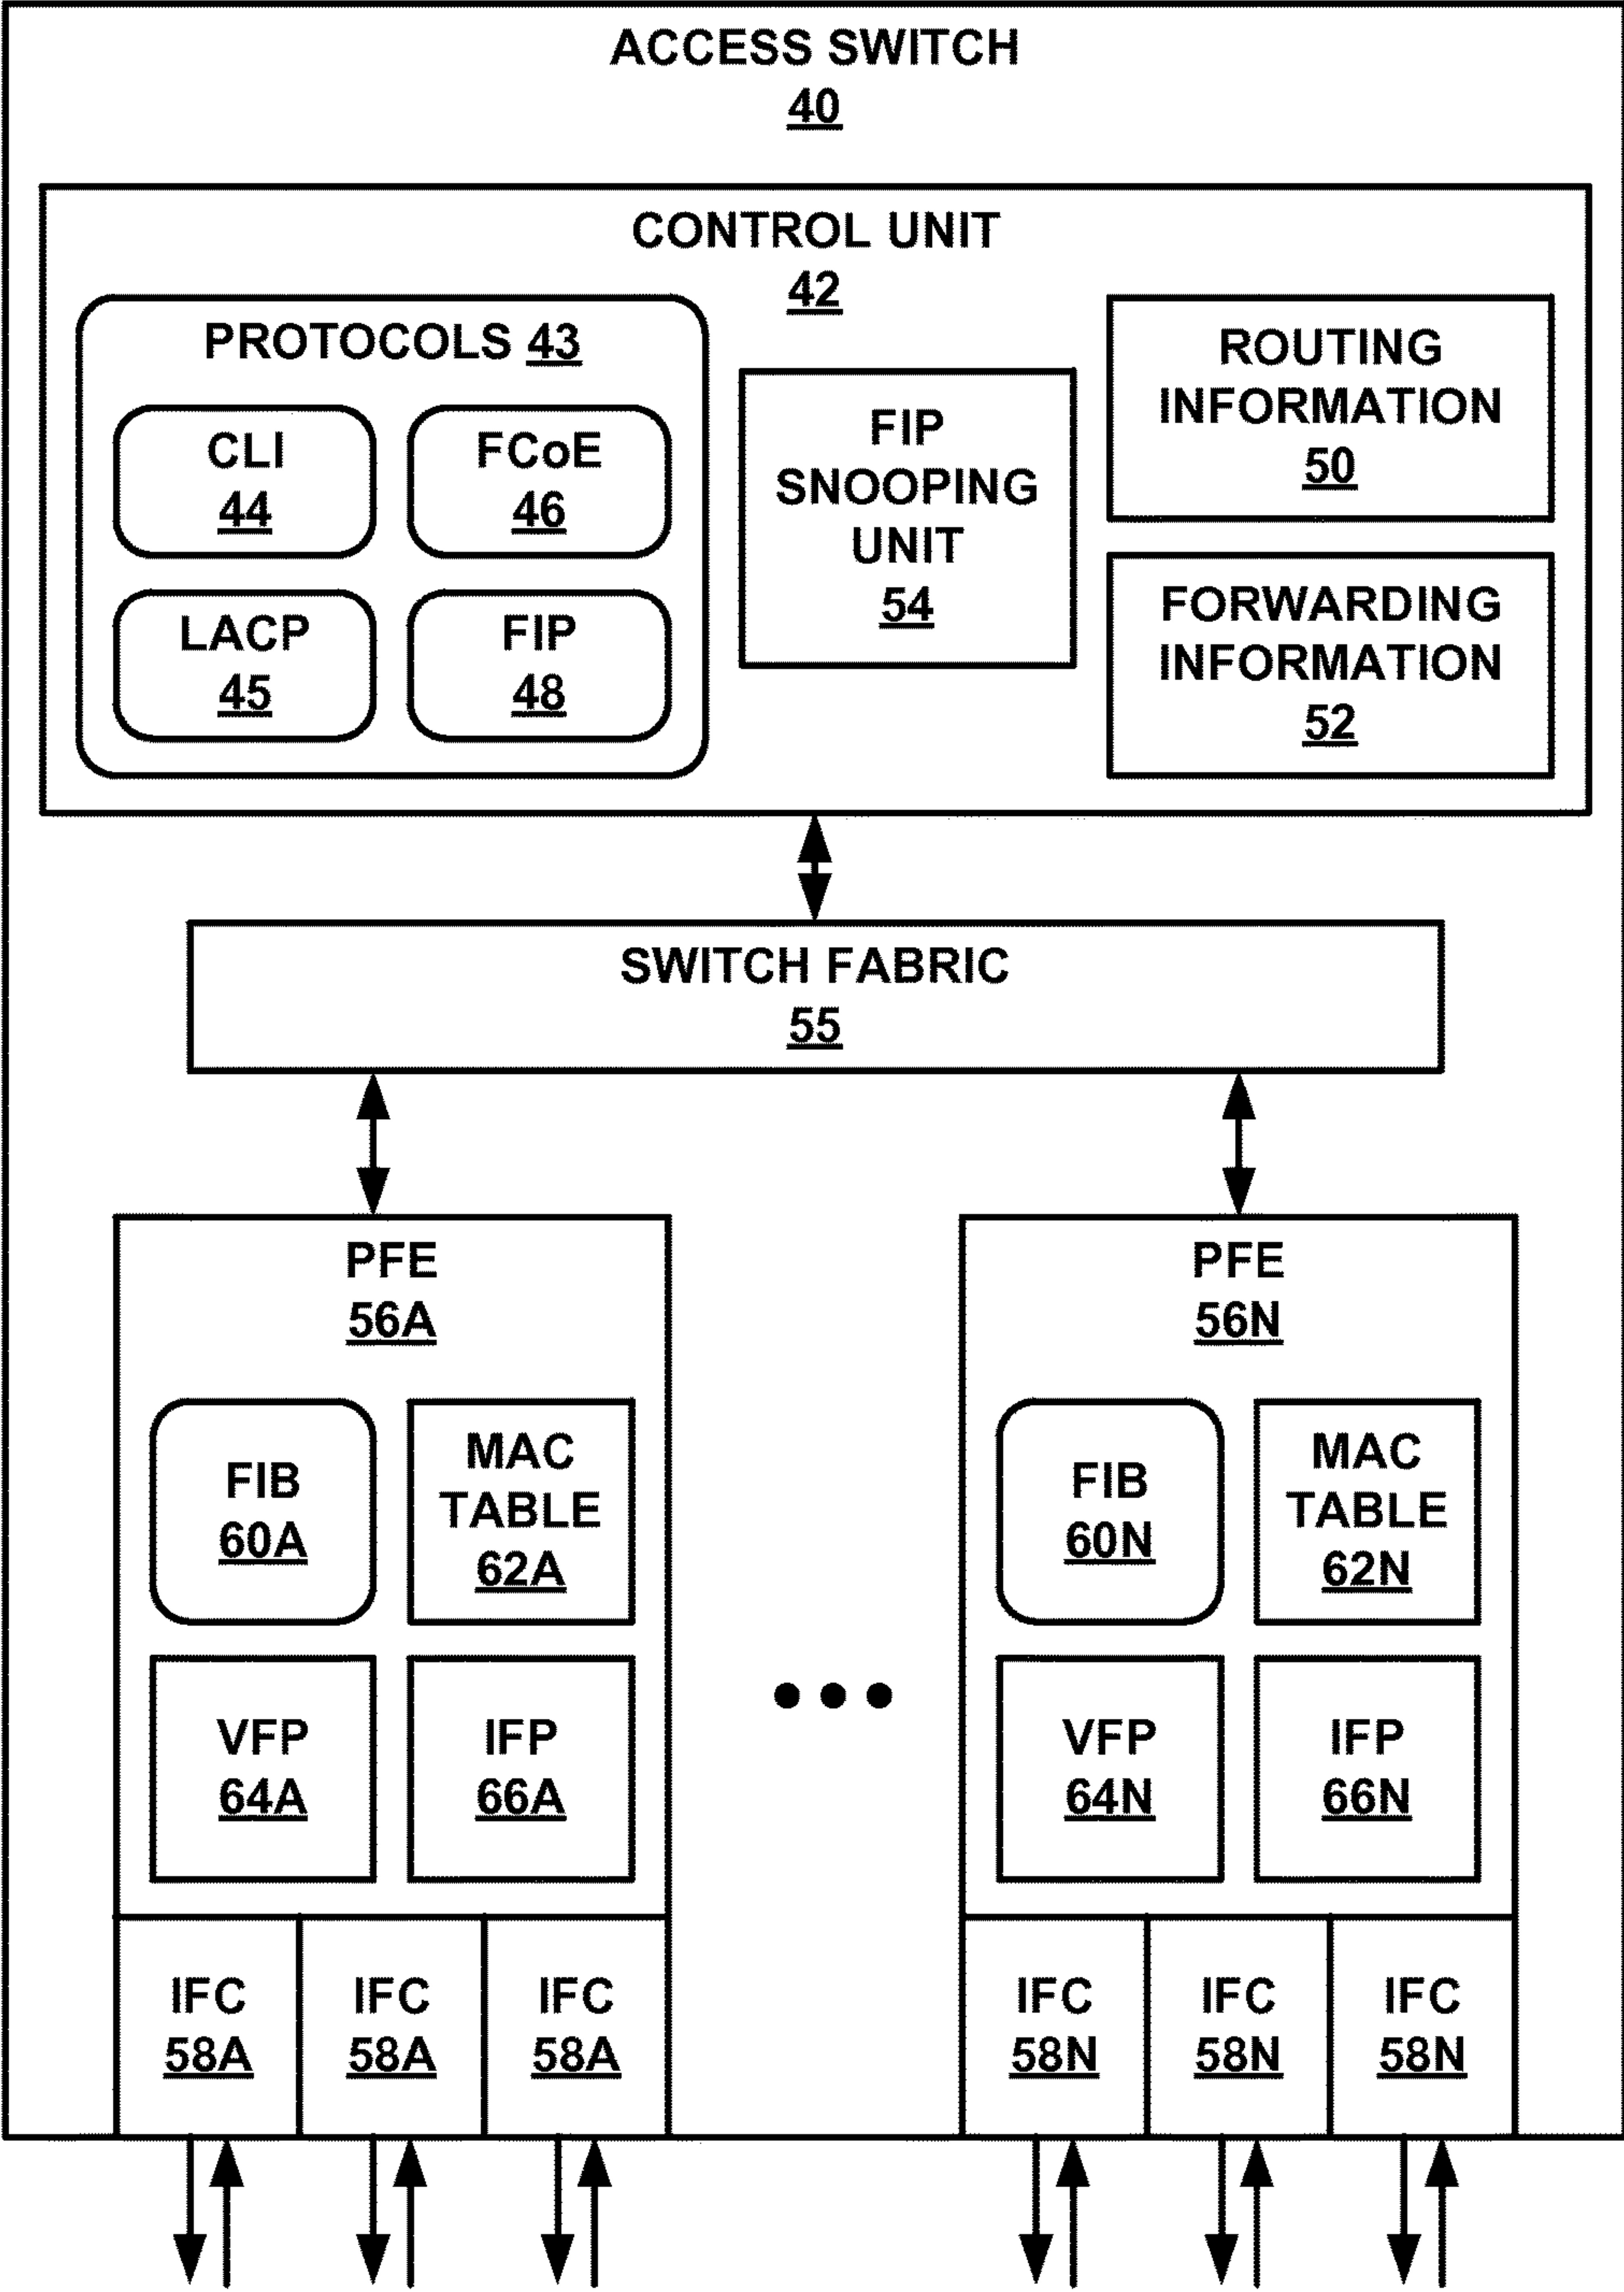 ACCESS SWITCH
40
CONTROL UNIT
42
PROTOCOLS 43
CLI
44
FCoE
46
LACP
45
FIP
48
FIP
SNOOPING
UNIT
54
ROUTING
INFORMATION
50
FORWARDING
INFORMATION
52
SWITCH FABRIC
55
PFE
56A
FIB
60A
MAC
TABLE
62A
VFP
64A
IFP
66A
IFC
58A
IFC
58A
IFC
58A
PFE
56N
FIB
60N
MAC
TABLE
62N
VFP
64N
IFP
66N
IFC
58N
IFC
58N
IFC
58N